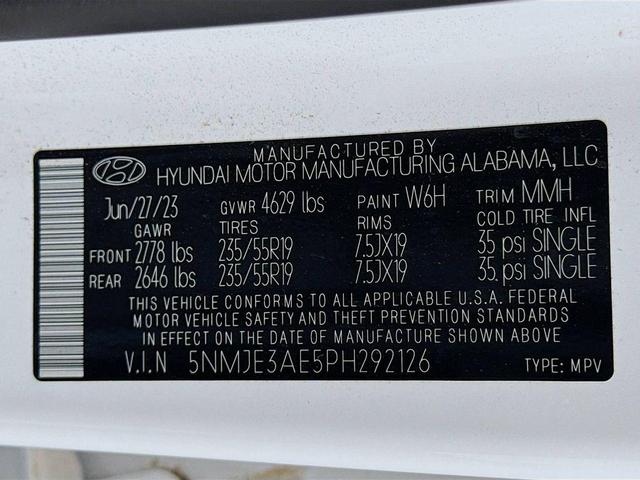 MANUFACTURED BY
HYUNDAI MOTOR MANUFACTURING ALABAMA, LLC
Jun/27/23 GVWR 4629 lbs PAINT W6H TRIM MMH
GAWR TIRES RIMS COLD TIRE INFL
FRONT 2778 lbs 235/55R19 7.5JX19 35 psi SINGLE
REAR 2646 lbs 235/55R19 7.5JX19 35 psi SINGLE
THIS VEHICLE CONFORMS TO ALL APPLICABLE U.S.A. FEDERAL
MOTOR VEHICLE SAFETY AND THEFT PREVENTION STANDARDS
IN EFFECT ON THE DATE OF MANUFACTURE SHOWN ABOVE
V.I.N 5NMJE3AE5PH292126 TYPE: MPV